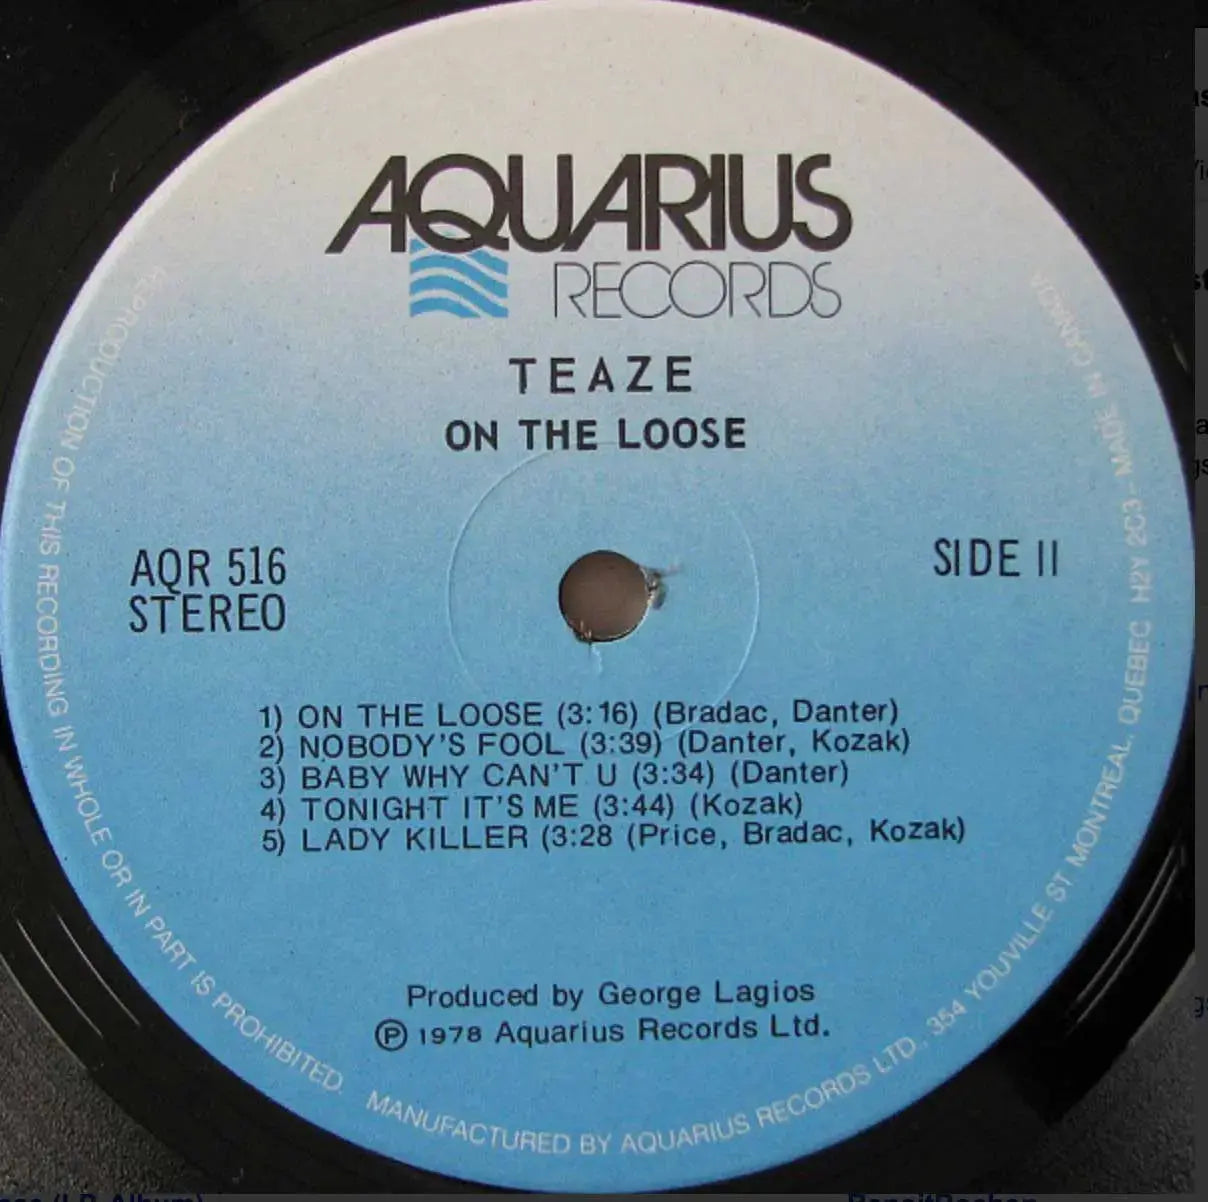 AQUARIUS
RECORDS
TEAZE
ON THE LOOSE
AQR 516
STEREO
SIDE II
1) ON THE LOOSE (3:16) (Bradac, Danter)
2) NOBODY'S FOOL (3:39) (Danter, Kozak)
3) BABY WHY CAN'T U (3:34) (Danter)
4) TONIGHT IT'S ME (3:44) (Kozak)
5) LADY KILLER (3:28 (Price, Bradac, Kozak)
Produced by George Lagios
Ⓟ 1978 Aquarius Records Ltd.
REPRODUCTION OF THIS RECORDING IN WHOLE OR IN PART IS PROHIBITED. MANUFACTURED BY AQUARIUS RECORDS LTD., 354 YOUVILLE ST MONTREAL, QUEBEC H2Y 2C3 - MADE IN CANADA